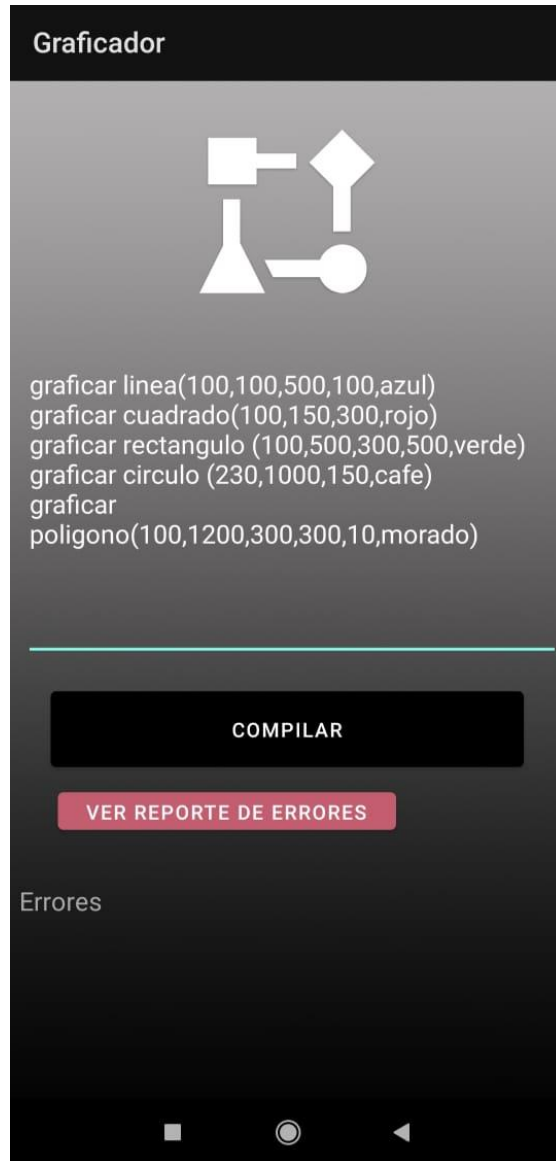 Graficador
graficar linea(100,100,500,100,azul)
graficar cuadrado(100,150,300,rojo)
graficar rectangulo (100,500,300,500,verde)
graficar circulo (230,1000,150,cafe)
graficar
poligono(100,1200,300,300,10,morado)
COMPILAR
VER REPORTE DE ERRORES
Errores